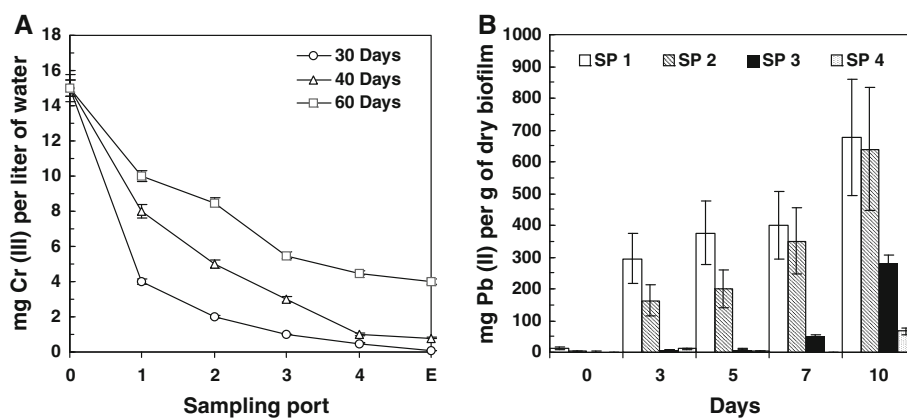 A
mg Cr (III) per liter of water
18
16
14
12
10
8
6
4
2
0
30 Days
40 Days
60 Days
0 1 2 3 4 E
Sampling port
B
mg Pb (II) per g of dry biofilm
1000
900
800
700
600
500
400
300
200
100
0
SP 1 SP 2 SP 3 SP 4
0 3 5 7 10
Days